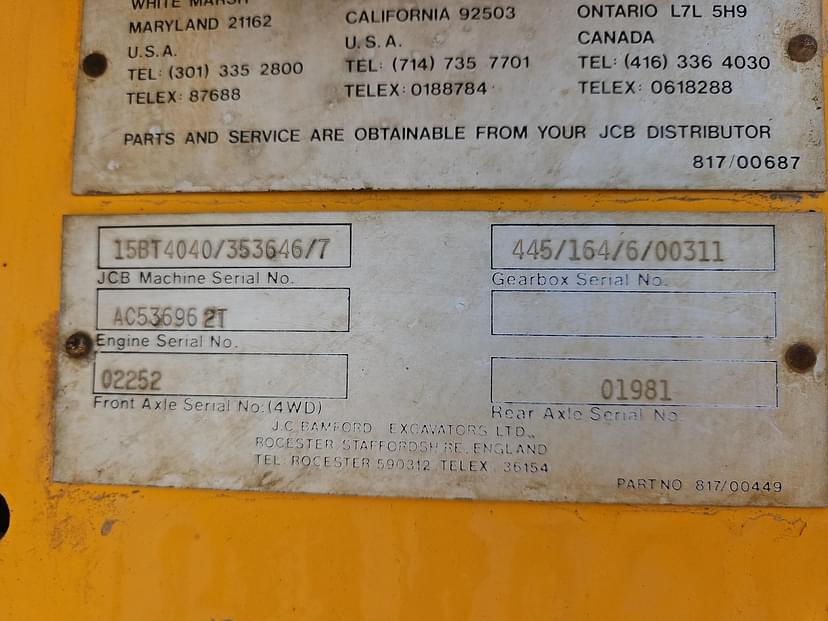 WHITE MARSH
MARYLAND 21162
U.S.A.
TEL: (301) 335 2800
TELEX: 87688
CALIFORNIA 92503
U.S.A.
TEL: (714) 735 7701
TELEX: 0188784
ONTARIO L7L 5H9
CANADA
TEL: (416) 336 4030
TELEX: 0618288
PARTS AND SERVICE ARE OBTAINABLE FROM YOUR JCB DISTRIBUTOR
817/00687
15BT4040/353646/7
JCB Machine Serial No.
AC536962T
Engine Serial No.
02252
Front Axle Serial No:(4WD)
445/164/6/00311
Gearbox Serial No.
01981
Rear Axle Serial No.
J.C. BAMFORD EXCAVATORS LTD.,
ROCESTER, STAFFORDSHIRE, ENGLAND
TEL: ROCESTER 590312 TELEX: 36154
PART NO 817/00449